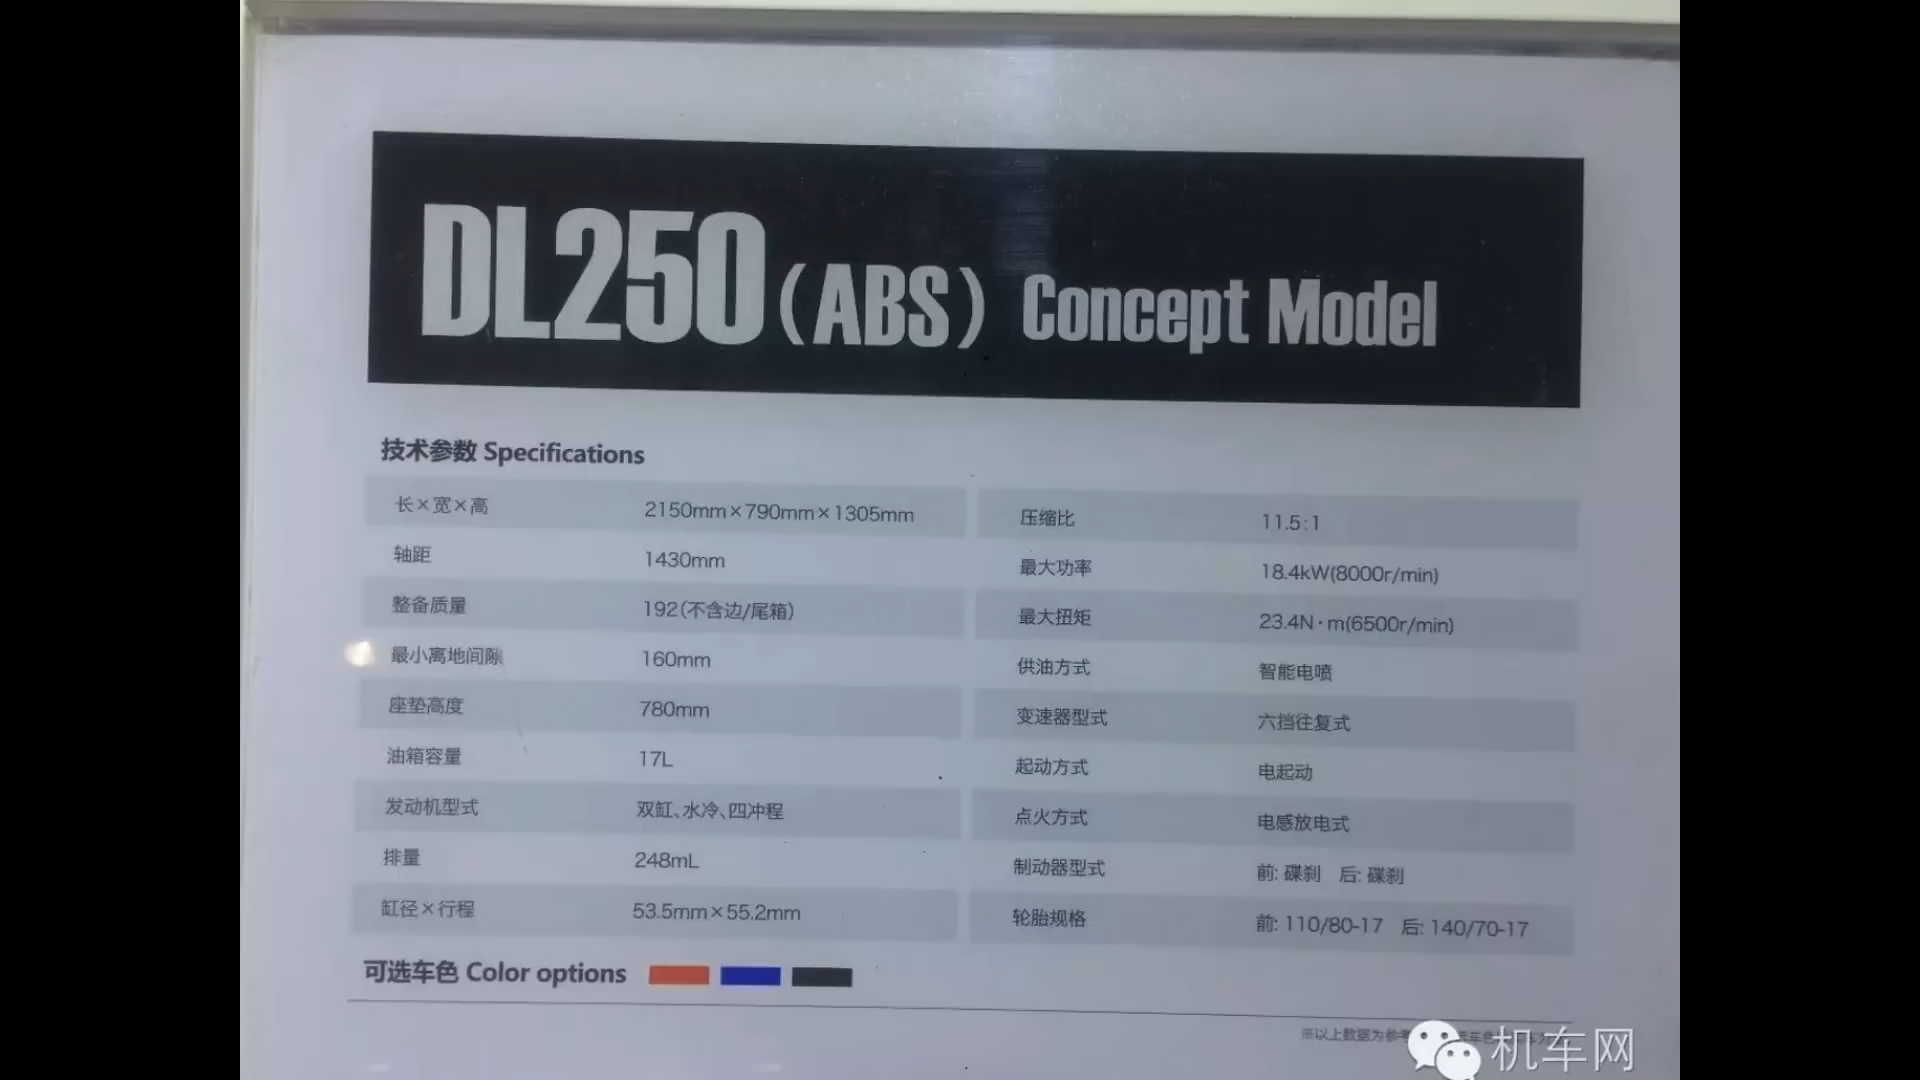 DL250(ABS) Concept Model
技术参数 Specifications
长×宽×高 2150mm×790mm×1305mm
轴距 1430mm
整备质量 192(不含边/尾箱)
最小离地间隙 160mm
座垫高度 780mm
油箱容量 17L
发动机型式 双缸、水冷、四冲程
排量 248mL
缸径×行程 53.5mm×55.2mm
压缩比 11.5:1
最大功率 18.4kW(8000r/min)
最大扭矩 23.4N·m(6500r/min)
供油方式 智能电喷
变速器型式 六挡往复式
起动方式 电起动
点火方式 电感放电式
制动器型式 前: 碟刹 后: 碟刹
轮胎规格 前: 110/80-17 后: 140/70-17
可选车色 Color options
※以上数据为参考
机车网